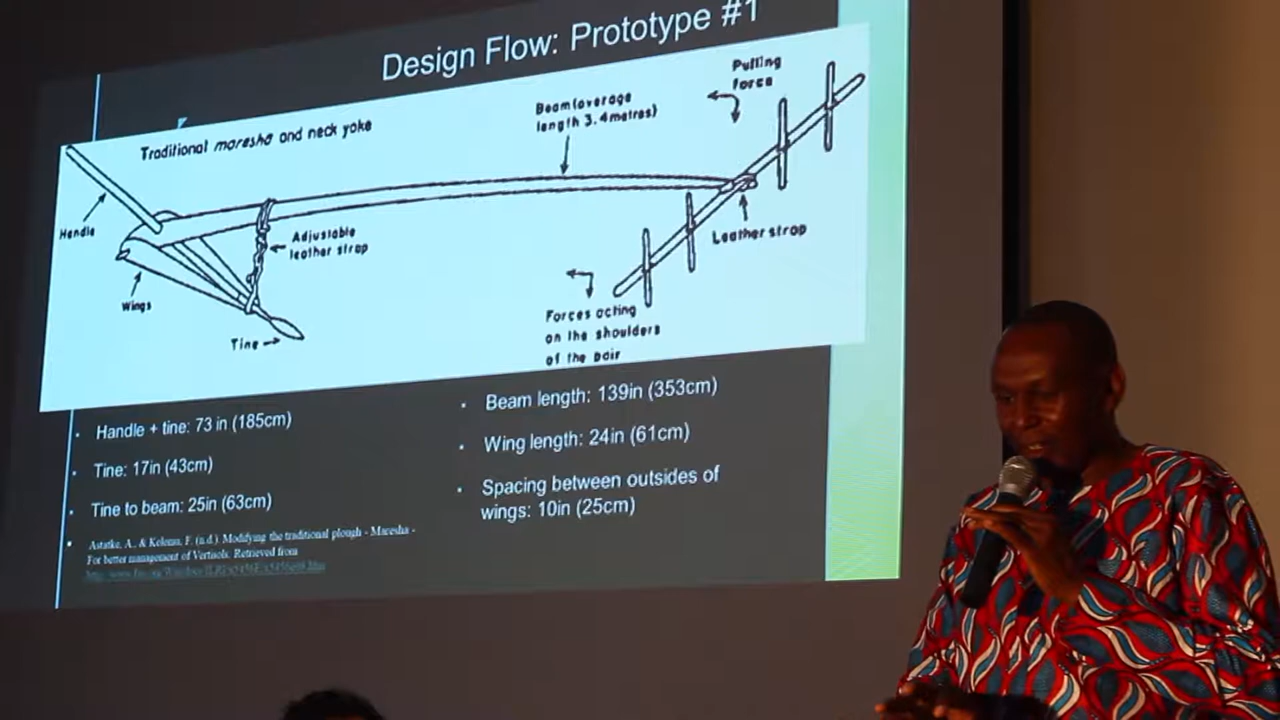 Design Flow: Prototype #1
Traditional maresha and neck yoke
Beam (average
length 3.4 metres)
Pulling
force
Handle
Adjustable
leather strap
Leather strap
Wings
Tine
Forces acting
on the shoulders
of the pair
Handle + tine: 73 in (185cm)
Tine: 17in (43cm)
Tine to beam: 25in (63cm)
Beam length: 139in (353cm)
Wing length: 24in (61cm)
Spacing between outsides of
wings: 10in (25cm)
Astatke, A., & Kelemu, F. (n.d.). Modifying the traditional plough - Maresha -
For better management of Vertisols. Retrieved from